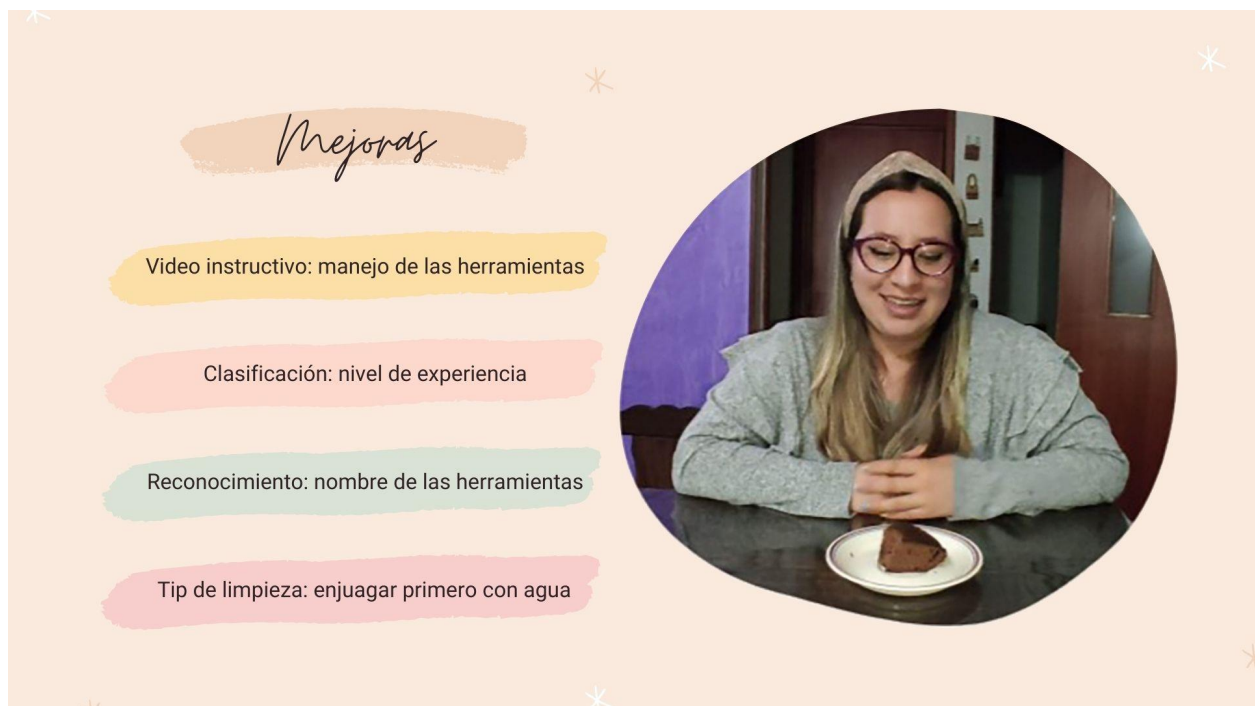 Mejoras
Video instructivo: manejo de las herramientas
Clasificación: nivel de experiencia
Reconocimiento: nombre de las herramientas
Tip de limpieza: enjuagar primero con agua